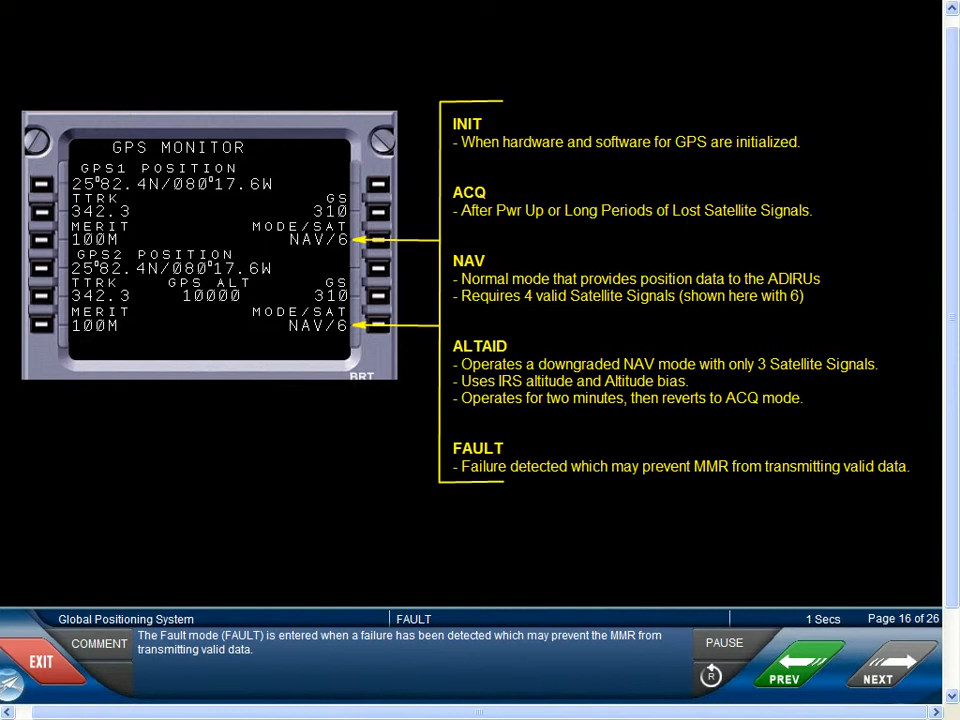 GPS MONITOR
GPS1 POSITION
25°82.4N/080°17.6W
TTRK GS
342.3 310
MERIT MODE/SAT
100M NAV/6
GPS2 POSITION
25°82.4N/080°17.6W
TTRK GPS ALT GS
342.3 10000 310
MERIT MODE/SAT
100M NAV/6
BRT
INIT
- When hardware and software for GPS are initialized.
ACQ
- After Pwr Up or Long Periods of Lost Satellite Signals.
NAV
- Normal mode that provides position data to the ADIRUs
- Requires 4 valid Satellite Signals (shown here with 6)
ALTAID
- Operates a downgraded NAV mode with only 3 Satellite Signals.
- Uses IRS altitude and Altitude bias.
- Operates for two minutes, then reverts to ACQ mode.
FAULT
- Failure detected which may prevent MMR from transmitting valid data.
Global Positioning System FAULT 1 Secs Page 16 of 26
EXIT
COMMENT
The Fault mode (FAULT) is entered when a failure has been detected which may prevent the MMR from
transmitting valid data.
PAUSE
R
PREV
NEXT